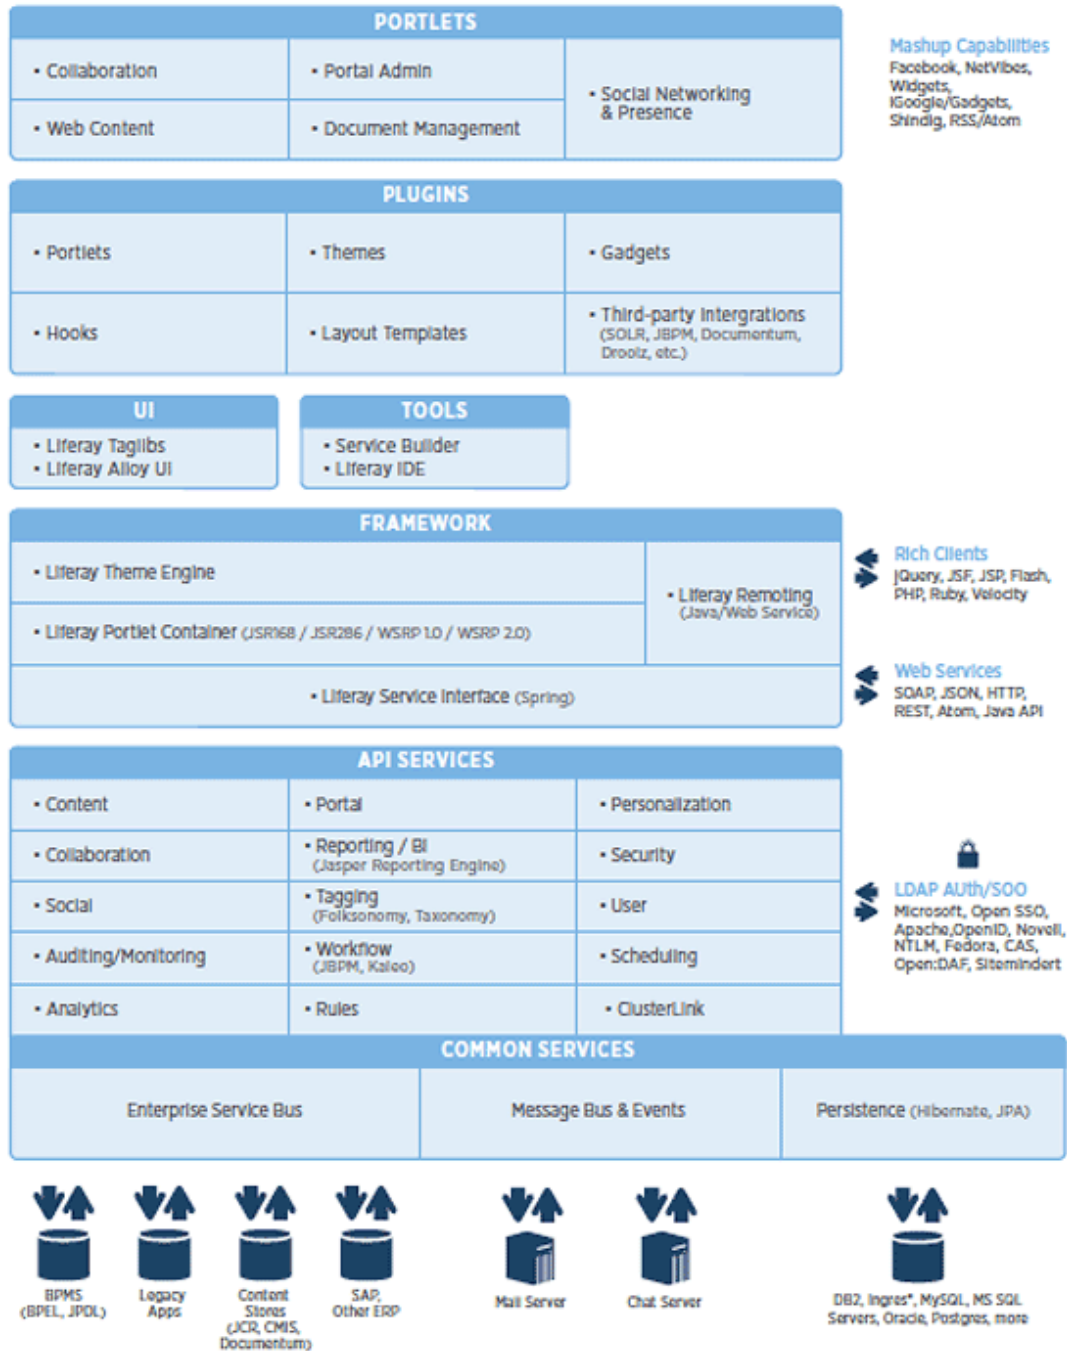 PORTLETS
▪ Collaboration
▪ Portal Admin
▪ Social Networking
& Presence
▪ Web Content
▪ Document Management
Mashup Capabilities
Facebook, NetVibes,
Widgets,
iGoogle/Gadgets,
Shindig, RSS/Atom
PLUGINS
▪ Portlets
▪ Themes
▪ Gadgets
▪ Hooks
▪ Layout Templates
▪ Third-party Intergrations
(SOLR, JBPM, Documentum,
Droolz, etc.)
UI
▪ Liferay Taglibs
▪ Liferay Alloy UI
TOOLS
▪ Service Builder
▪ Liferay IDE
FRAMEWORK
▪ Liferay Theme Engine
▪ Liferay Portlet Container (JSR168 / JSR286 / WSRP 1.0 / WSRP 2.0)
▪ Liferay Remoting
(Java/Web Service)
▪ Liferay Service Interface (Spring)
Rich Clients
jQuery, JSF, JSP, Flash,
PHP, Ruby, Velocity
Web Services
SOAP, JSON, HTTP,
REST, Atom, Java API
API SERVICES
▪ Content
▪ Portal
▪ Personalization
▪ Collaboration
▪ Reporting / BI
(Jasper Reporting Engine)
▪ Security
▪ Social
▪ Tagging
(Folksonomy, Taxonomy)
▪ User
▪ Auditing/Monitoring
▪ Workflow
(JBPM, Kaleo)
▪ Scheduling
▪ Analytics
▪ Rules
▪ ClusterLink
LDAP AUth/SOO
Microsoft, Open SSO,
Apache,OpenID, Novell,
NTLM, Fedora, CAS,
Open:DAF, Sitemindert
COMMON SERVICES
Enterprise Service Bus
Message Bus & Events
Persistence (Hibernate, JPA)
BPMS
(BPEL, JPDL)
Legacy
Apps
Content
Stores
(JCR, CMIS,
Documentum)
SAP,
Other ERP
Mail Server
Chat Server
DB2, Ingres*, MySQL, MS SQL
Servers, Oracle, Postgres, more